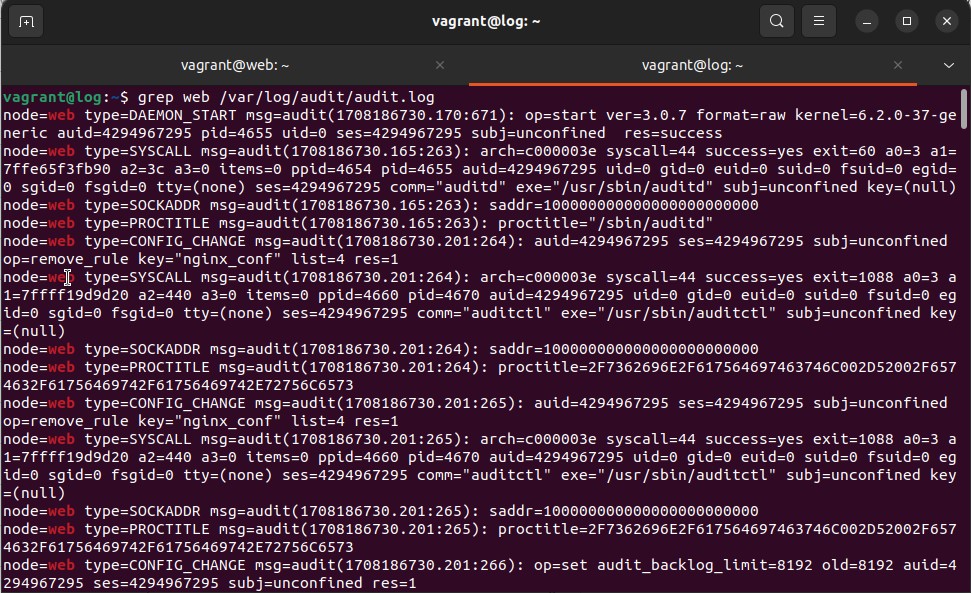 vagrant@log: ~
vagrant@web: ~
vagrant@log: ~
vagrant@log:~$ grep web /var/log/audit/audit.log
node=web type=DAEMON_START msg=audit(1708186730.170:671): op=start ver=3.0.7 format=raw kernel=6.2.0-37-ge
neric auid=4294967295 pid=4655 uid=0 ses=4294967295 subj=unconfined  res=success
node=web type=SYSCALL msg=audit(1708186730.165:263): arch=c000003e syscall=44 success=yes exit=60 a0=3 a1=
7ffe65f3fb90 a2=3c a3=0 items=0 ppid=4654 pid=4655 auid=4294967295 uid=0 gid=0 euid=0 suid=0 fsuid=0 egid=
0 sgid=0 fsgid=0 tty=(none) ses=4294967295 comm="auditd" exe="/usr/sbin/auditd" subj=unconfined key=(null)
node=web type=SOCKADDR msg=audit(1708186730.165:263): saddr=100000000000000000000000
node=web type=PROCTITLE msg=audit(1708186730.165:263): proctitle="/sbin/auditd"
node=web type=CONFIG_CHANGE msg=audit(1708186730.201:264): auid=4294967295 ses=4294967295 subj=unconfined
op=remove_rule key="nginx_conf" list=4 res=1
node=web type=SYSCALL msg=audit(1708186730.201:264): arch=c000003e syscall=44 success=yes exit=1088 a0=3 a
1=7ffff19d9d20 a2=440 a3=0 items=0 ppid=4660 pid=4670 auid=4294967295 uid=0 gid=0 euid=0 suid=0 fsuid=0 eg
id=0 sgid=0 fsgid=0 tty=(none) ses=4294967295 comm="auditctl" exe="/usr/sbin/auditctl" subj=unconfined key
=(null)
node=web type=SOCKADDR msg=audit(1708186730.201:264): saddr=100000000000000000000000
node=web type=PROCTITLE msg=audit(1708186730.201:264): proctitle=2F7362696E2F617564697463746C002D52002F657
4632F61756469742F61756469742E72756C6573
node=web type=CONFIG_CHANGE msg=audit(1708186730.201:265): auid=4294967295 ses=4294967295 subj=unconfined
op=remove_rule key="nginx_conf" list=4 res=1
node=web type=SYSCALL msg=audit(1708186730.201:265): arch=c000003e syscall=44 success=yes exit=1088 a0=3 a
1=7ffff19d9d20 a2=440 a3=0 items=0 ppid=4660 pid=4670 auid=4294967295 uid=0 gid=0 euid=0 suid=0 fsuid=0 eg
id=0 sgid=0 fsgid=0 tty=(none) ses=4294967295 comm="auditctl" exe="/usr/sbin/auditctl" subj=unconfined key
=(null)
node=web type=SOCKADDR msg=audit(1708186730.201:265): saddr=100000000000000000000000
node=web type=PROCTITLE msg=audit(1708186730.201:265): proctitle=2F7362696E2F617564697463746C002D52002F657
4632F61756469742F61756469742E72756C6573
node=web type=CONFIG_CHANGE msg=audit(1708186730.201:266): op=set audit_backlog_limit=8192 old=8192 auid=4
294967295 ses=4294967295 subj=unconfined res=1